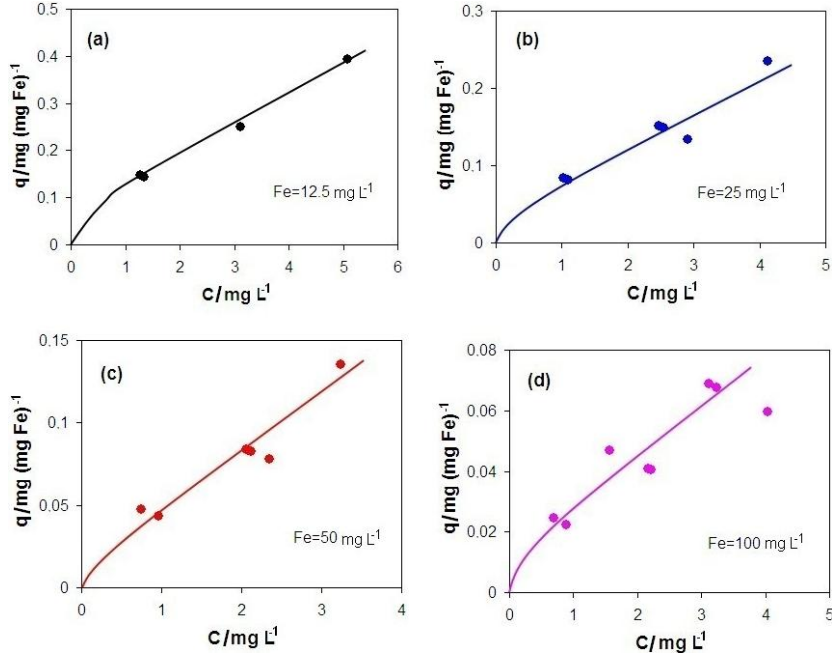 (a)
q/mg (mg Fe)-1
0.5
0.4
0.3
0.2
0.1
0
Fe=12.5 mg L-1
0 1 2 3 4 5 6
C/mg L-1
(b)
q/mg (mg Fe)-1
0.3
0.2
0.1
0
Fe=25 mg L-1
0 1 2 3 4 5
C/mg L-1
(c)
q/mg (mg Fe)-1
0.15
0.1
0.05
0
Fe=50 mg L-1
0 1 2 3 4
C/mg L-1
(d)
q/mg (mg Fe)-1
0.08
0.06
0.04
0.02
0
Fe=100 mg L-1
0 1 2 3 4 5
C/mg L-1